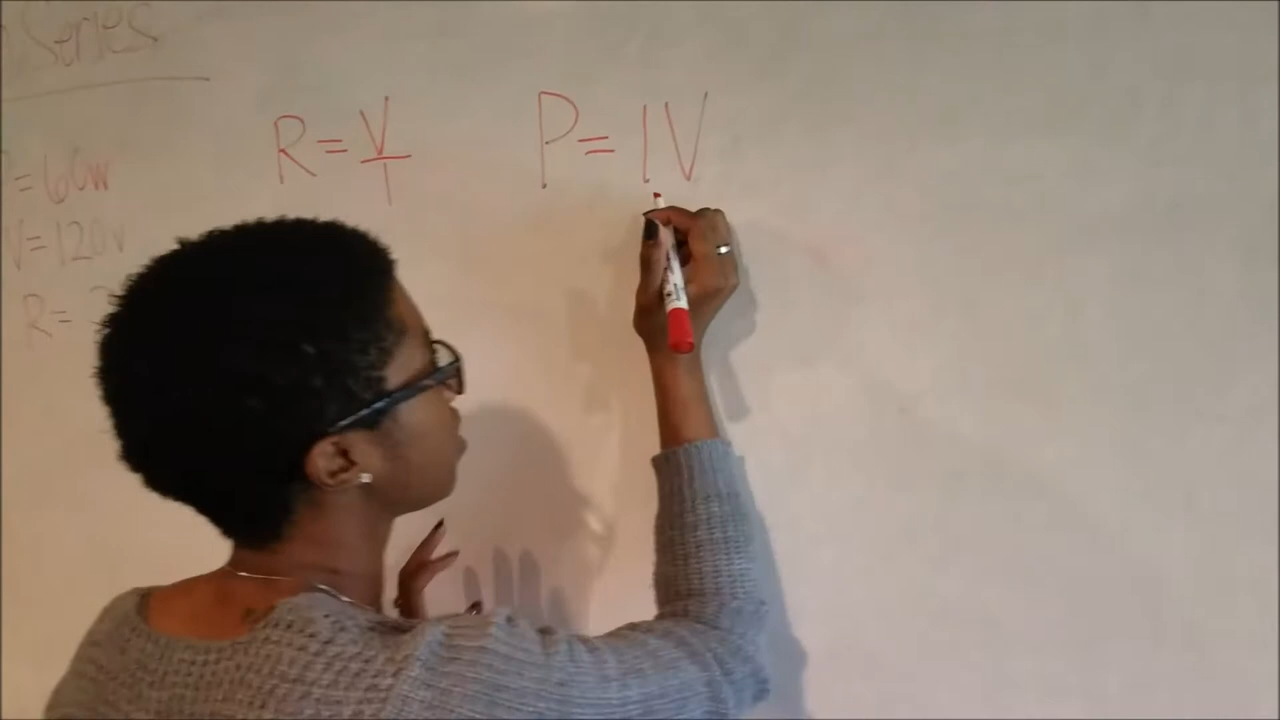 Series
R = V/I
P = IV
= 60w
V = 120v
R = ?